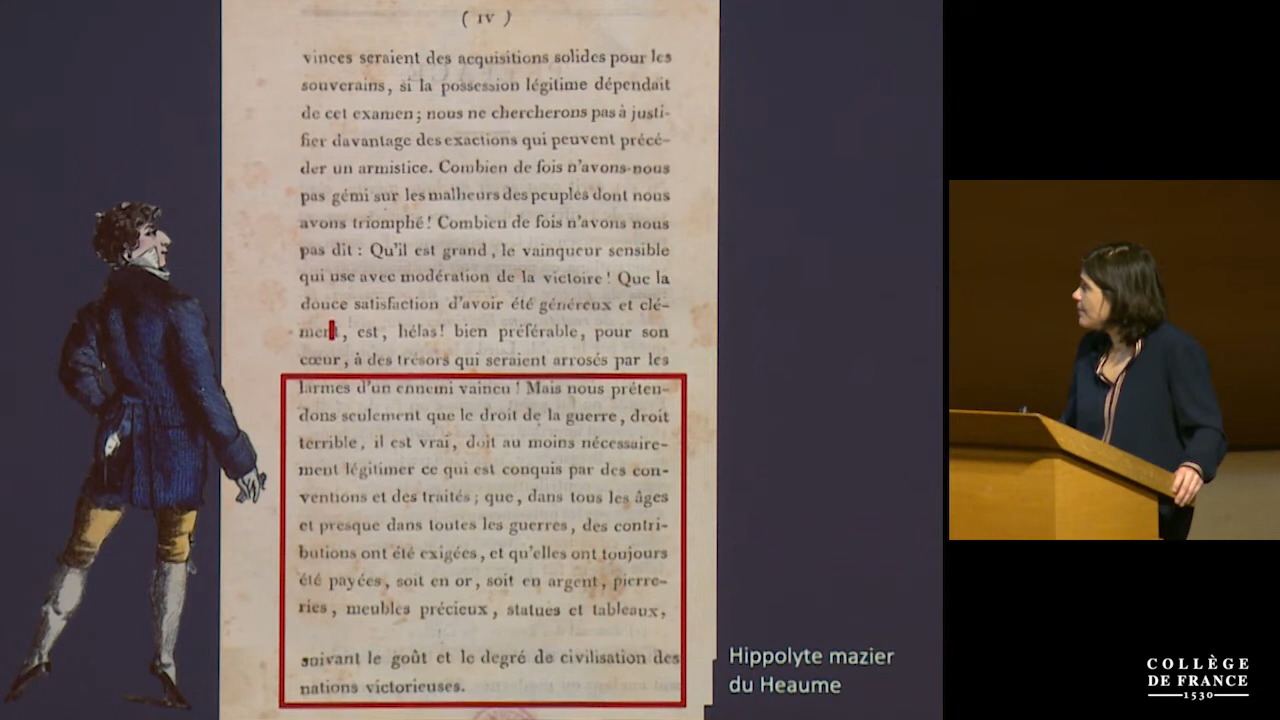 ( IV )
vinces seraient des acquisitions solides pour les
souverains, si la possession légitime dépendait
de cet examen; nous ne chercherons pas à justi-
fier davantage des exactions qui peuvent précé-
der un armistice. Combien de fois n'avons-nous
pas gémi sur les malheurs des peuples dont nous
avons triomphé! Combien de fois n'avons nous
pas dit : Qu'il est grand, le vainqueur sensible
qui use avec modération de la victoire! Que la
douce satisfaction d'avoir été généreux et clé-
ment, est, hélas! bien préférable, pour son
cœur, à des trésors qui seraient arrosés par les
larmes d'un ennemi vaincu! Mais nous préten-
dons seulement que le droit de la guerre, droit
terrible, il est vrai, doit au moins nécessaire-
ment légitimer ce qui est conquis par des con-
ventions et des traités; que, dans tous les âges
et presque dans toutes les guerres, des contri-
butions ont été exigées, et qu'elles ont toujours
été payées, soit en or, soit en argent, pierre-
ries, meubles précieux, statues et tableaux,
suivant le goût et le degré de civilisation des
nations victorieuses.
Hippolyte mazier
du Heaume
COLLÈGE
DE FRANCE
1530